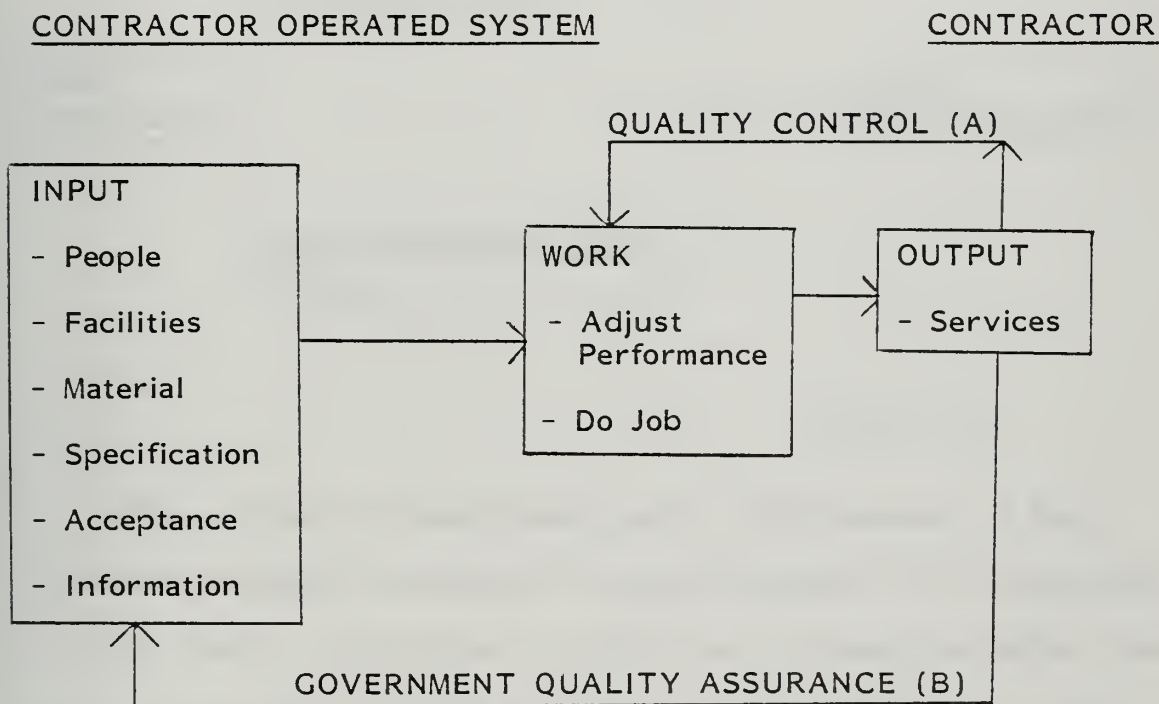 CONTRACTOR OPERATED SYSTEM
CONTRACTOR
QUALITY CONTROL (A)
INPUT
- People
- Facilities
- Material
- Specification
- Acceptance
- Information
WORK
- Adjust
Performance
- Do Job
OUTPUT
- Services
GOVERNMENT QUALITY ASSURANCE (B)